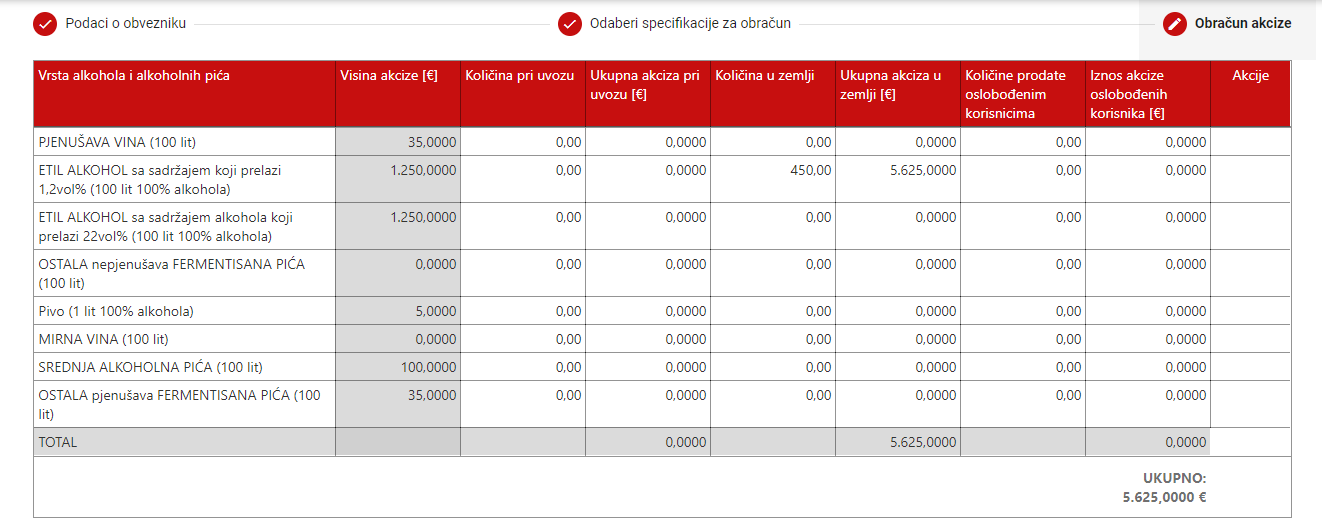 Podaci o obvezniku
Odaberi specifikacije za obračun
Obračun akcize
Vrsta alkohola i alkoholnih pića
Visina akcize [€]
Količina pri uvozu
Ukupna akciza pri
uvozu [€]
Količina u zemlji
Ukupna akciza u
zemlji [€]
Količine prodate
oslobođenim
korisnicima
Iznos akcize
oslobođenih
korisnika [€]
Akcije
PJENUŠAVA VINA (100 lit) 35,0000 0,00 0,0000 0,00 0,0000 0,00 0,0000
ETIL ALKOHOL sa sadržajem koji prelazi 1.250,0000 0,00 0,0000 450,00 5.625,0000 0,00 0,0000
1,2vol% (100 lit 100% alkohola)
ETIL ALKOHOL sa sadržajem alkohola koji 1.250,0000 0,00 0,0000 0,00 0,0000 0,00 0,0000
prelazi 22vol% (100 lit 100% alkohola)
OSTALA nepjenušava FERMENTISANA PIĆA 0,0000 0,00 0,0000 0,00 0,0000 0,00 0,0000
(100 lit)
Pivo (1 lit 100% alkohola) 5,0000 0,00 0,0000 0,00 0,0000 0,00 0,0000
MIRNA VINA (100 lit) 0,0000 0,00 0,0000 0,00 0,0000 0,00 0,0000
SREDNJA ALKOHOLNA PIĆA (100 lit) 100,0000 0,00 0,0000 0,00 0,0000 0,00 0,0000
OSTALA pjenušava FERMENTISANA PIĆA (100 35,0000 0,00 0,0000 0,00 0,0000 0,00 0,0000
lit)
TOTAL 0,0000 5.625,0000 0,0000
UKUPNO:
5.625,0000 €